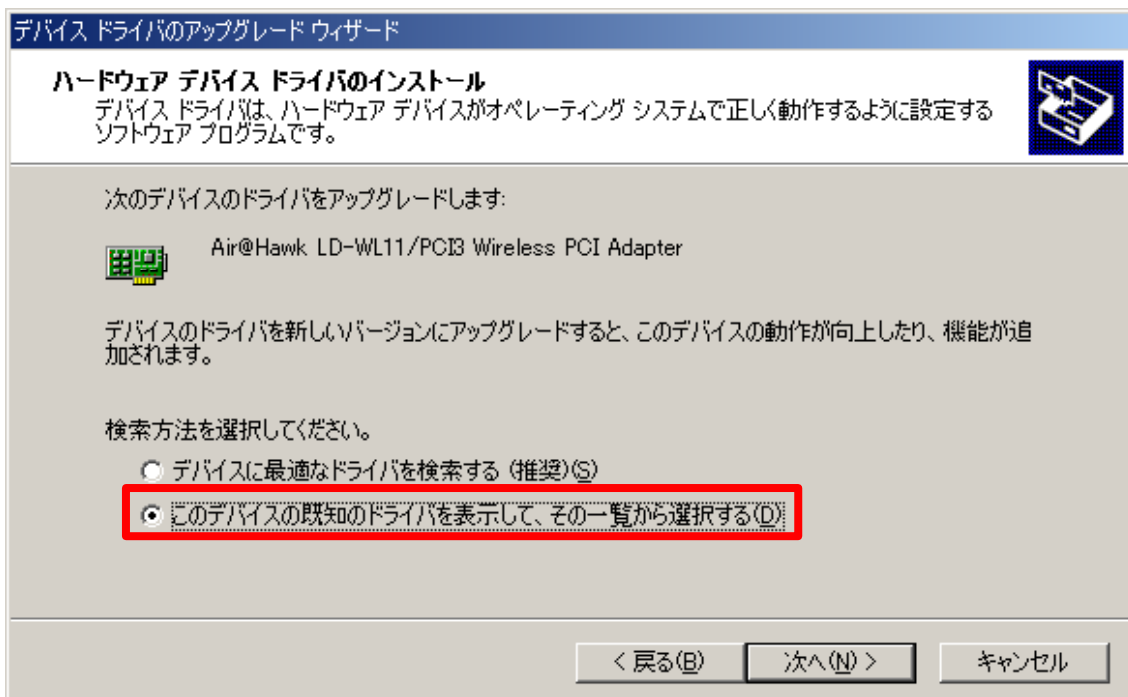 デバイス ドライバのアップグレード ウィザード
ハードウェア デバイス ドライバのインストール
デバイス ドライバは、ハードウェア デバイスがオペレーティング システムで正しく動作するように設定する
ソフトウェア プログラムです。
次のデバイスのドライバをアップグレードします:
Air@Hawk LD-WL11/PCI3 Wireless PCI Adapter
デバイスのドライバを新しいバージョンにアップグレードすると、このデバイスの動作が向上したり、機能が追
加されます。
検索方法を選択してください。
デバイスに最適なドライバを検索する (推奨)(S)
このデバイスの既知のドライバを表示して、その一覧から選択する(D)
< 戻る(B) 次へ(N) > キャンセル